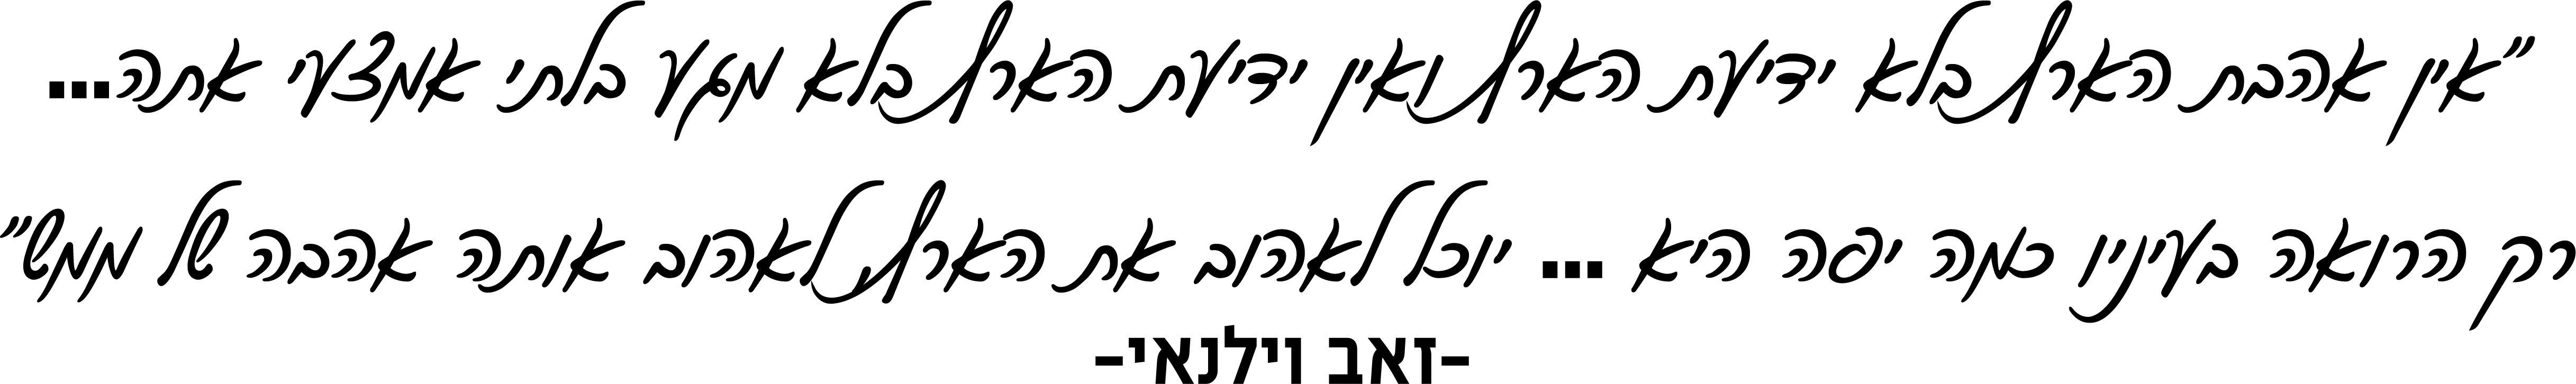 "אין אהבת הארץ בלא ידיעת הארץ ואין ידיעת הארץ בלא מגע בלתי אמצעי אתה...
רק הרואה בעיניו כמה יפה היא ... יוכל לאהוב את הארץ, לאהוב אותה אהבה של ממש"
-זאב וילנאי-